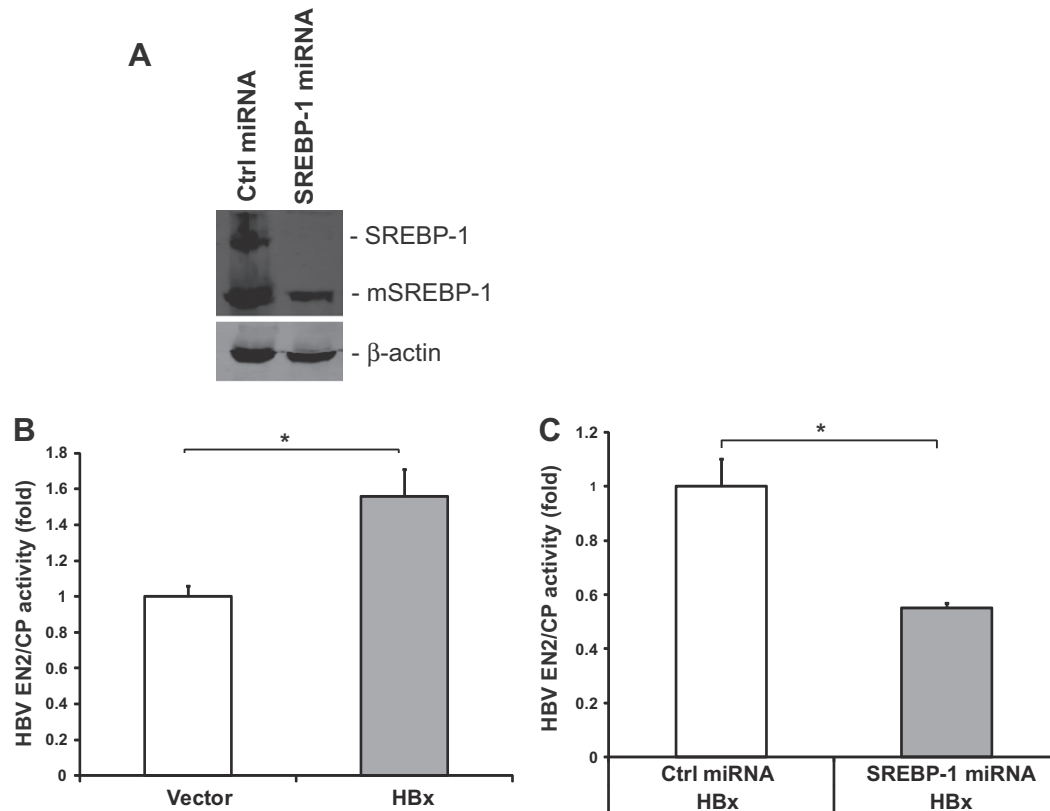 A
Ctrl miRNA
SREBP-1 miRNA
- SREBP-1
- mSREBP-1
- β-actin
B
*
HBV EN2/CP activity (fold)
1.8
1.6
1.4
1.2
1
0.8
0.6
0.4
0.2
0
Vector
HBx
C
*
HBV EN2/CP activity (fold)
1.2
1
0.8
0.6
0.4
0.2
0
Ctrl miRNA
HBx
SREBP-1 miRNA
HBx